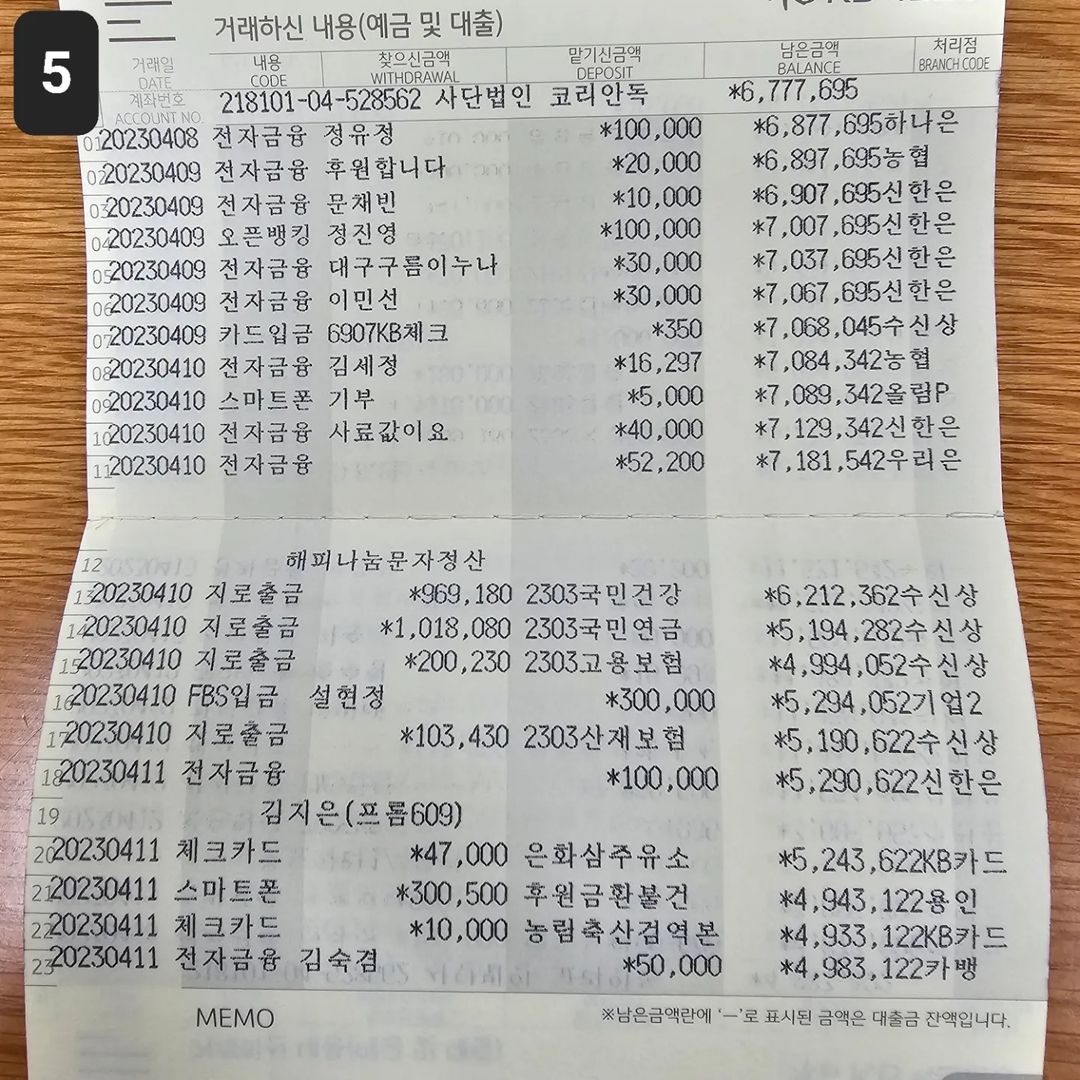 5
거래하신 내용(예금 및 대출)
거래일 내용 찾으신금액 맡기신금액 남은금액 처리점
DATE CODE WITHDRAWAL DEPOSIT BALANCE BRANCH CODE
계좌번호
ACCOUNT NO. 218101-04-528562 사단법인 코리안독 *6,777,695
01 20230408 전자금융 정유정 *100,000 *6,877,695하나은
02 20230409 전자금융 후원합니다 *20,000 *6,897,695농협
03 20230409 전자금융 문채빈 *10,000 *6,907,695신한은
04 20230409 오픈뱅킹 정진영 *100,000 *7,007,695신한은
05 20230409 전자금융 대구구름이누나 *30,000 *7,037,695신한은
06 20230409 전자금융 이민선 *30,000 *7,067,695신한은
07 20230409 카드입금 6907KB체크 *350 *7,068,045수신상
08 20230410 전자금융 김세정 *16,297 *7,084,342농협
09 20230410 스마트폰 기부 *5,000 *7,089,342올림P
10 20230410 전자금융 사료값이요 *40,000 *7,129,342신한은
11 20230410 전자금융 *52,200 *7,181,542우리은
12 해피나눔문자정산
13 20230410 지로출금 *969,180 2303국민건강 *6,212,362수신상
14 20230410 지로출금 *1,018,080 2303국민연금 *5,194,282수신상
15 20230410 지로출금 *200,230 2303고용보험 *4,994,052수신상
16 20230410 FBS입금 설현정 *300,000 *5,294,052기업2
17 20230410 지로출금 *103,430 2303산재보험 *5,190,622수신상
18 20230411 전자금융 *100,000 *5,290,622신한은
19 김지은(프롬609)
20 20230411 체크카드 *47,000 은화삼주유소 *5,243,622KB카드
21 20230411 스마트폰 *300,500 후원금환불건 *4,943,122용인
22 20230411 체크카드 *10,000 농림축산검역본 *4,933,122KB카드
23 20230411 전자금융 김숙겸 *50,000 *4,983,122카뱅
MEMO ※남은금액란에 ‘ㅡ’로 표시된 금액은 대출금 잔액입니다.